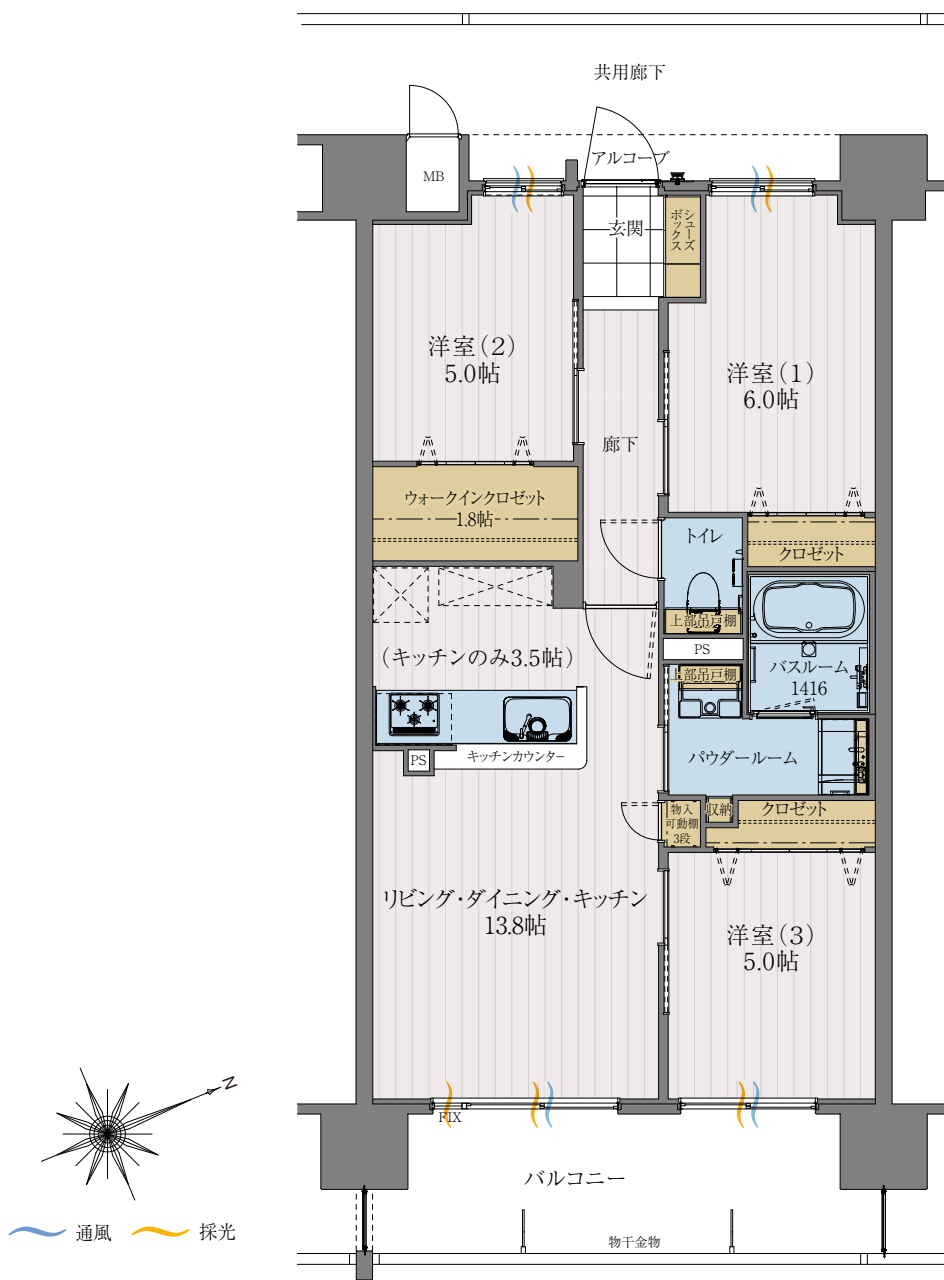 共用廊下
アルコーブ
MB
玄関
シューズ
ボックス
洋室(2)
5.0帖
洋室(1)
6.0帖
廊下
ウォークインクロゼット
1.8帖
トイレ
クロゼット
上部吊戸棚
PS
(キッチンのみ3.5帖)
上部吊戸棚
バスルーム
1416
PS
キッチンカウンター
パウダールーム
物入
可動棚
3段
収納
クロゼット
リビング・ダイニング・キッチン
13.8帖
洋室(3)
5.0帖
N
FIX
バルコニー
通風
採光
物干金物